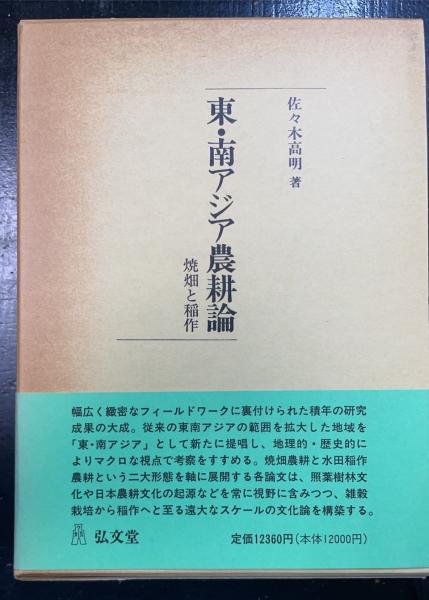 佐々木高明 著
東・南アジア農耕論
焼畑と稲作
幅広く緻密なフィールドワークに裏付けられた積年の研究
成果の大成。従来の東南アジアの範囲を拡大した地域を
「東・南アジア」として新たに提唱し、地理的・歴史的に
よりマクロな視点で考察をすすめる。焼畑農耕と水田稲作
農耕という二大形態を軸に展開する各論文は、照葉樹林文
化や日本農耕文化の起源などを常に視野に含みつつ、雑穀
栽培から稲作へと至る遠大なスケールの文化論を構築する。
弘文堂
定価12360円(本体12000円)